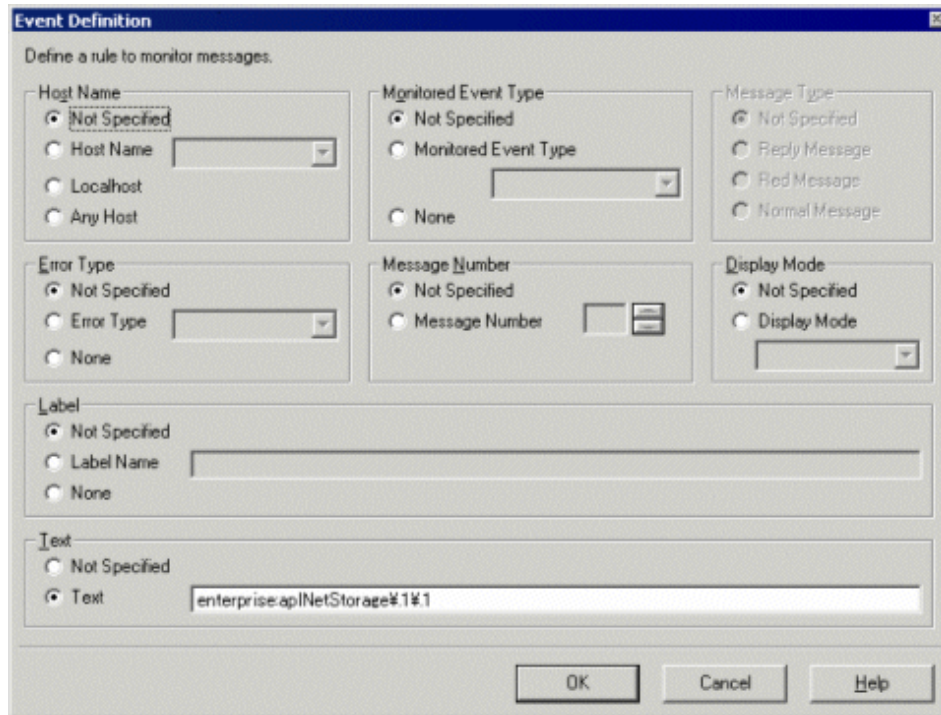 Event Definition
Define a rule to monitor messages.
Host Name
Not Specified
Host Name
Localhost
Any Host
Monitored Event Type
Not Specified
Monitored Event Type
None
Message Type
Not Specified
Reply Message
Red Message
Normal Message
Error Type
Not Specified
Error Type
None
Message Number
Not Specified
Message Number
Display Mode
Not Specified
Display Mode
Label
Not Specified
Label Name
None
Text
Not Specified
Text
enterprise:aplNetStorage¥.1¥.1
OK
Cancel
Help